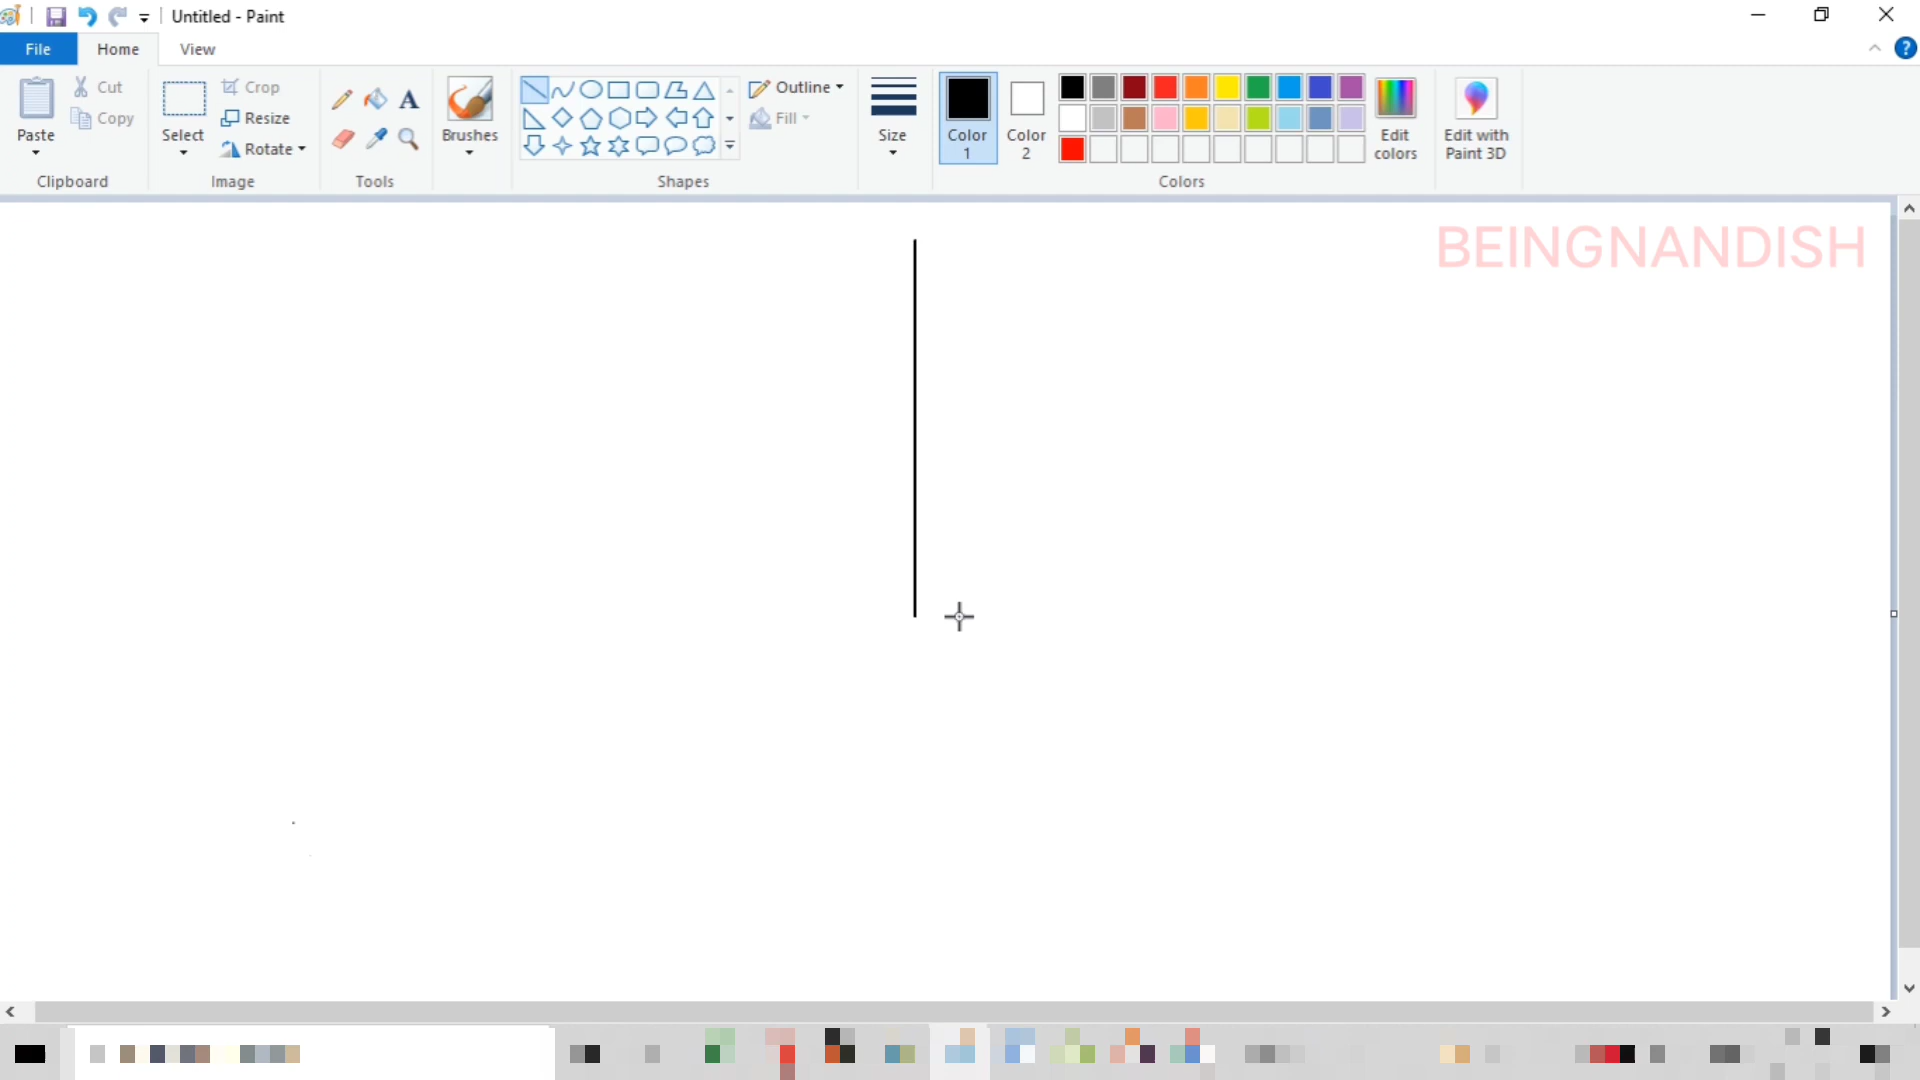 Untitled - Paint
File Home View
Paste
Cut
Copy
Clipboard
Select
Crop
Resize
Rotate
Image
Tools
Brushes
Shapes
Outline
Fill
Size
Color 1
Color 2
Edit colors
Colors
Edit with Paint 3D
BEINGNANDISH